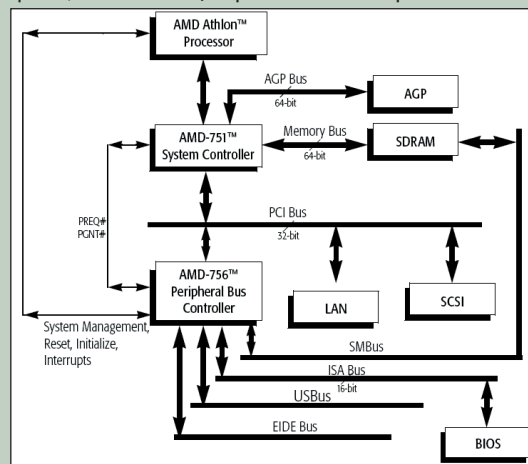 AMD Athlon™
Processor
AGP Bus
64-bit
AGP
AMD-751™
System Controller
Memory Bus
64-bit
SDRAM
PREQ#
PGNT#
PCI Bus
32-bit
AMD-756™
Peripheral Bus
Controller
LAN
SCSI
System Management,
Reset, Initialize,
Interrupts
SMBus
ISA Bus
16-bit
USBus
EIDE Bus
BIOS